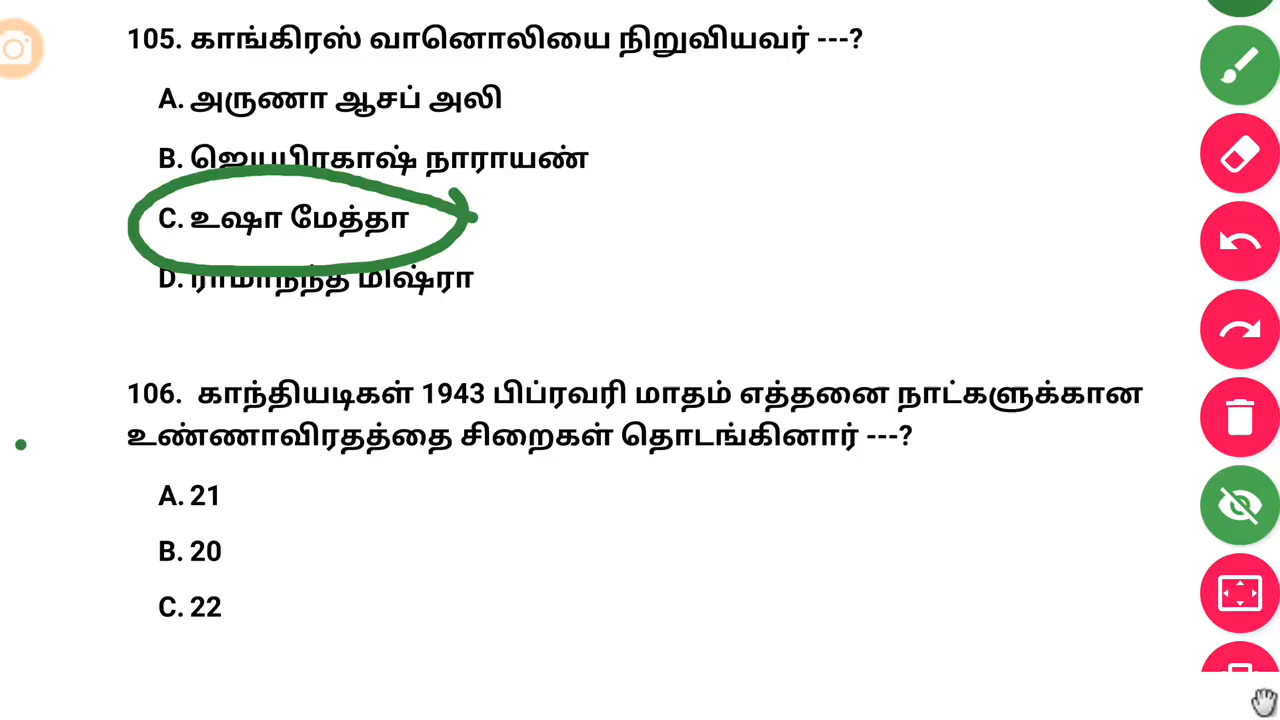 105. காங்கிரஸ் வானொலியை நிறுவியவர் ---?
A. அருணா ஆசப் அலி
B. ஜெயபிரகாஷ் நாராயண்
C. உஷா மேத்தா
D. ராமாநந்த மிஷ்ரா
106. காந்தியடிகள் 1943 பிப்ரவரி மாதம் எத்தனை நாட்களுக்கான
உண்ணாவிரதத்தை சிறைகள் தொடங்கினார் ---?
A. 21
B. 20
C. 22